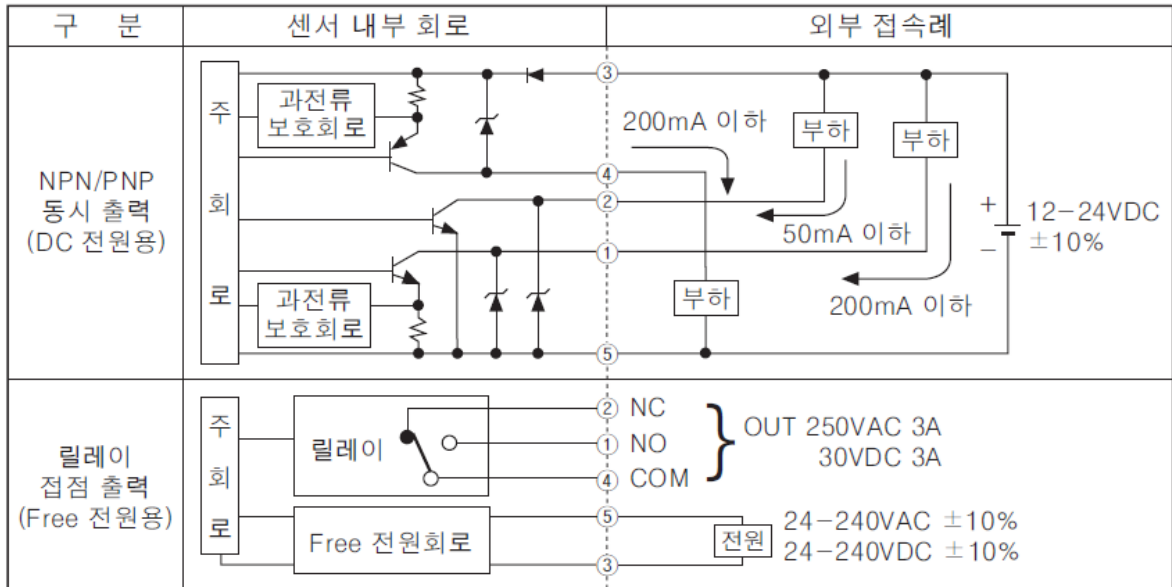 구 분
센서 내부 회로
외부 접속례
NPN/PNP
동시 출력
(DC 전원용)
주
회
로
과전류
보호회로
과전류
보호회로
③
④
②
①
⑤
200mA 이하
부하
부하
50mA 이하
부하
200mA 이하
+
−
12-24VDC
±10%
릴레이
접점 출력
(Free 전원용)
주
회
로
릴레이
② NC
① NO
④ COM
OUT 250VAC 3A
30VDC 3A
Free 전원회로
⑤
③
전원
24-240VAC ±10%
24-240VDC ±10%